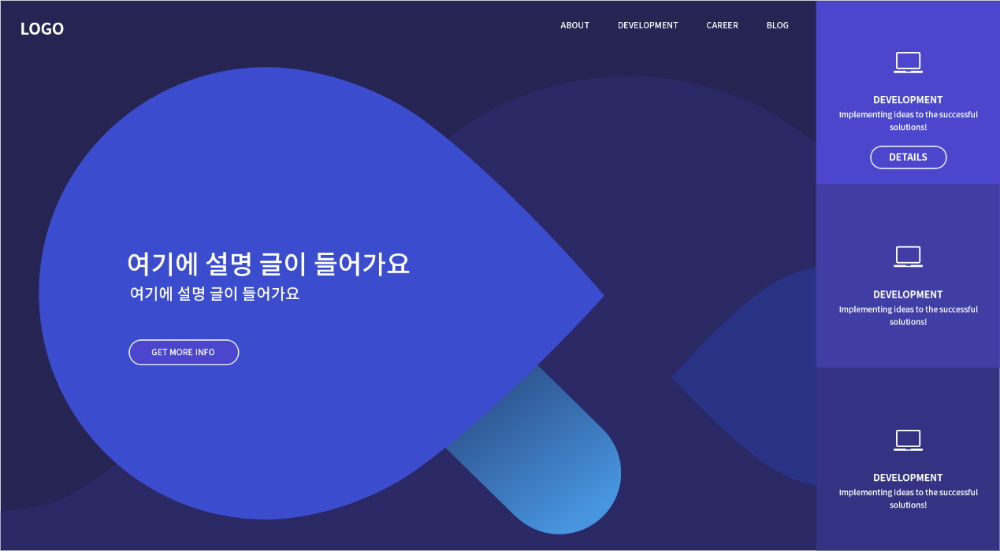 LOGO
ABOUT DEVELOPMENT CAREER BLOG
여기에 설명 글이 들어가요
여기에 설명 글이 들어가요
GET MORE INFO
DEVELOPMENT
Implementing ideas to the successful
solutions!
DETAILS
DEVELOPMENT
Implementing ideas to the successful
solutions!
DEVELOPMENT
Implementing ideas to the successful
solutions!